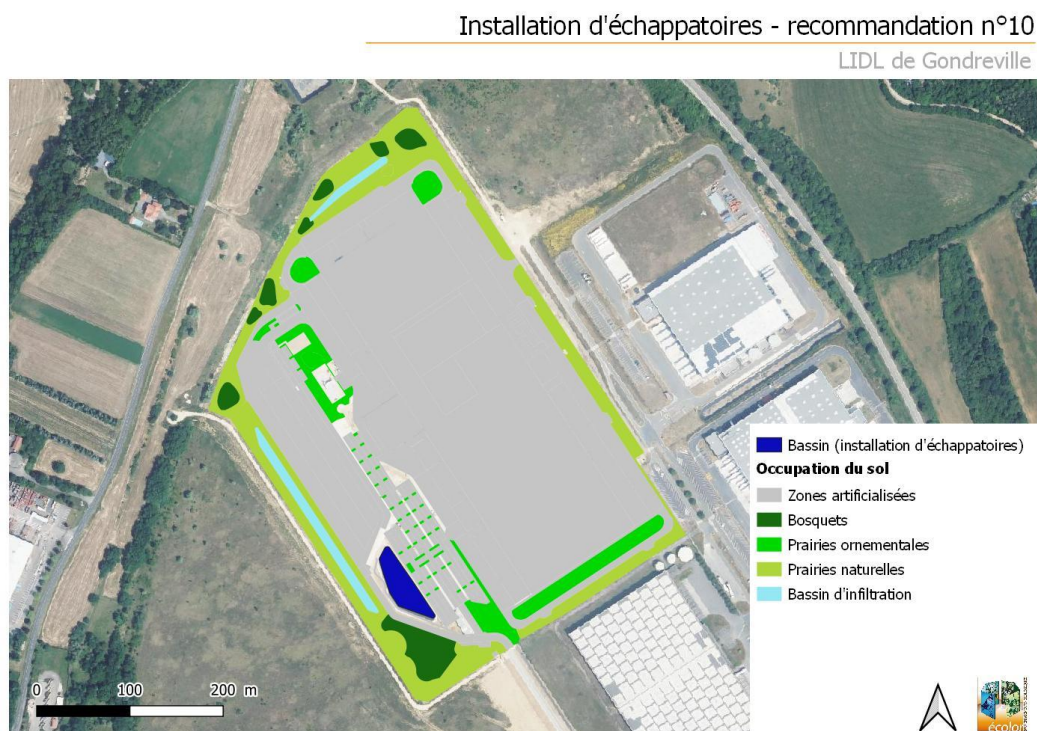 Installation d'échappatoires - recommandation n°10
LIDL de Gondreville
Bassin (installation d'échappatoires)
Occupation du sol
Zones artificialisées
Bosquets
Prairies ornementales
Prairies naturelles
Bassin d'infiltration
0 100 200 m
écolor